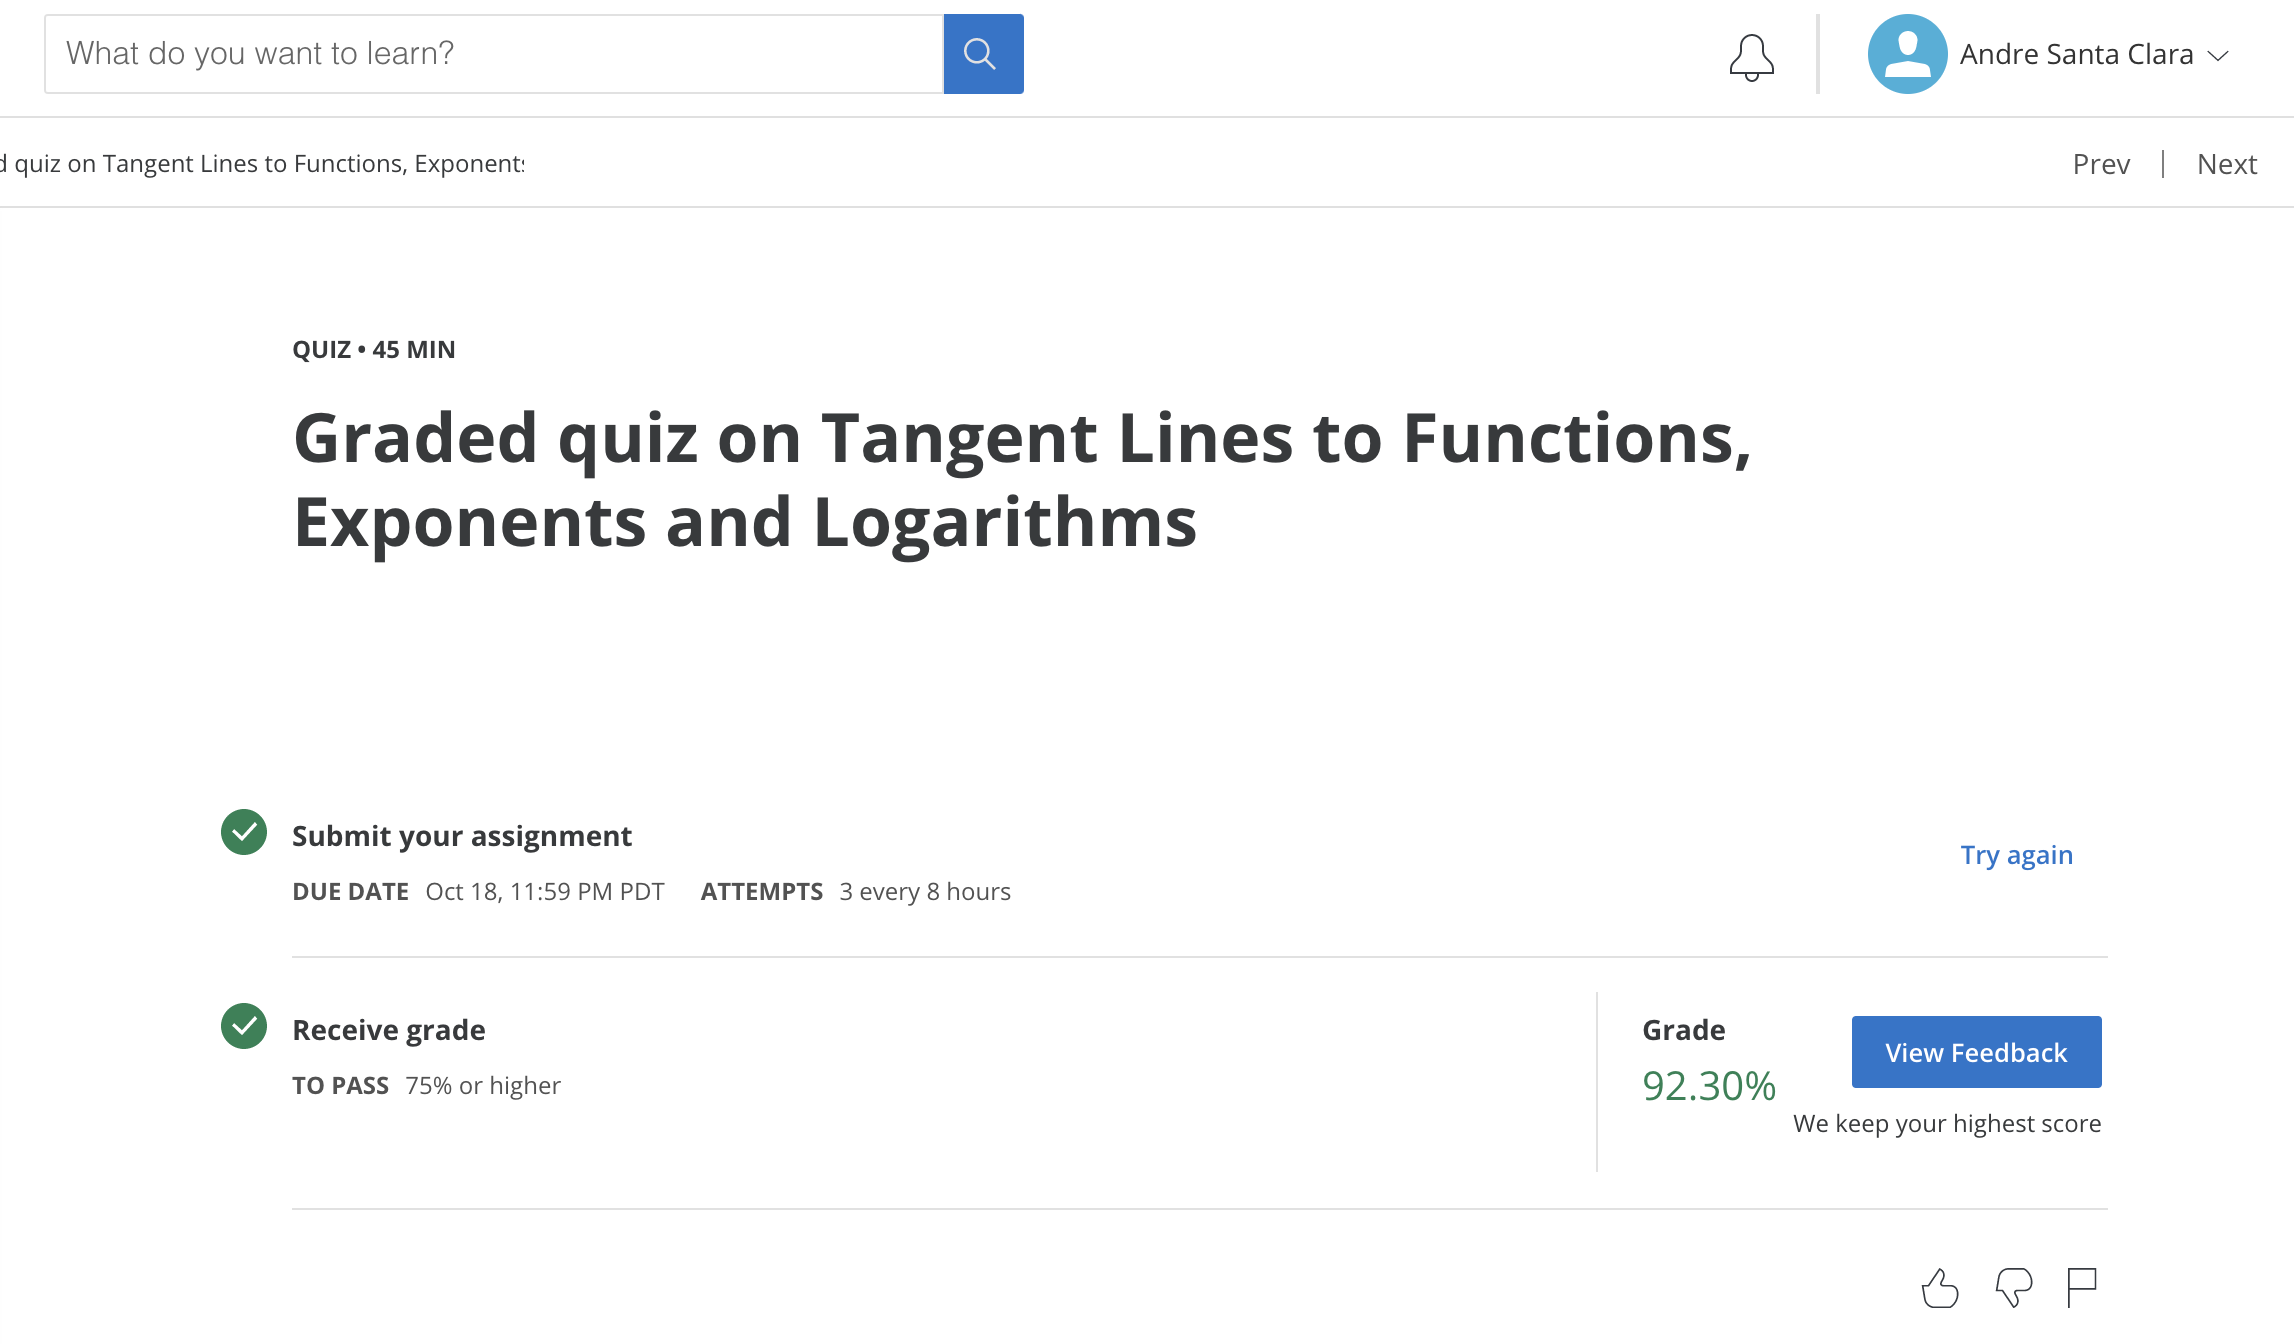 What do you want to learn?
Andre Santa Clara
d quiz on Tangent Lines to Functions, Exponents
Prev | Next
QUIZ • 45 MIN
Graded quiz on Tangent Lines to Functions,
Exponents and Logarithms
Submit your assignment
Try again
DUE DATE Oct 18, 11:59 PM PDT ATTEMPTS 3 every 8 hours
Receive grade
TO PASS 75% or higher
Grade
92.30%
View Feedback
We keep your highest score